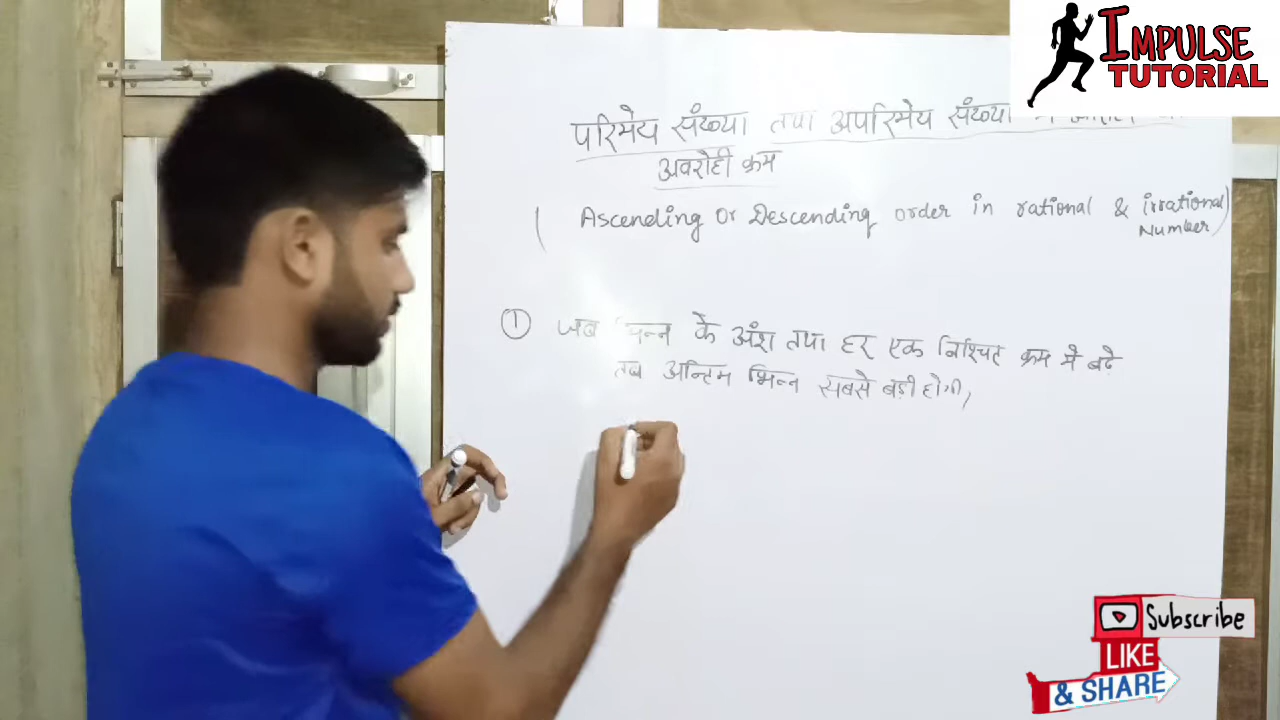 IMPULSE
TUTORIAL
परिमेय संख्या तथा अपरिमेय संख्या
अवरोही क्रम
( Ascending Or Descending order in rational & irrational
Number)
① जब भिन्न के अंश तथा हर एक निश्चित क्रम मे बढे
तब अन्तिम भिन्न सबसे बड़ी होगी,
Subscribe
LIKE
& SHARE